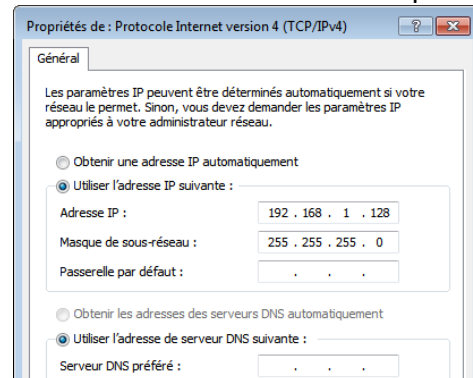 Propriétés de : Protocole Internet version 4 (TCP/IPv4)
Général
Les paramètres IP peuvent être déterminés automatiquement si votre
réseau le permet. Sinon, vous devez demander les paramètres IP
appropriés à votre administrateur réseau.
Obtenir une adresse IP automatiquement
Utiliser l'adresse IP suivante :
Adresse IP : 192 . 168 . 1 . 128
Masque de sous-réseau : 255 . 255 . 255 . 0
Passerelle par défaut : . . .
Obtenir les adresses des serveurs DNS automatiquement
Utiliser l'adresse de serveur DNS suivante :
Serveur DNS préféré : . . .